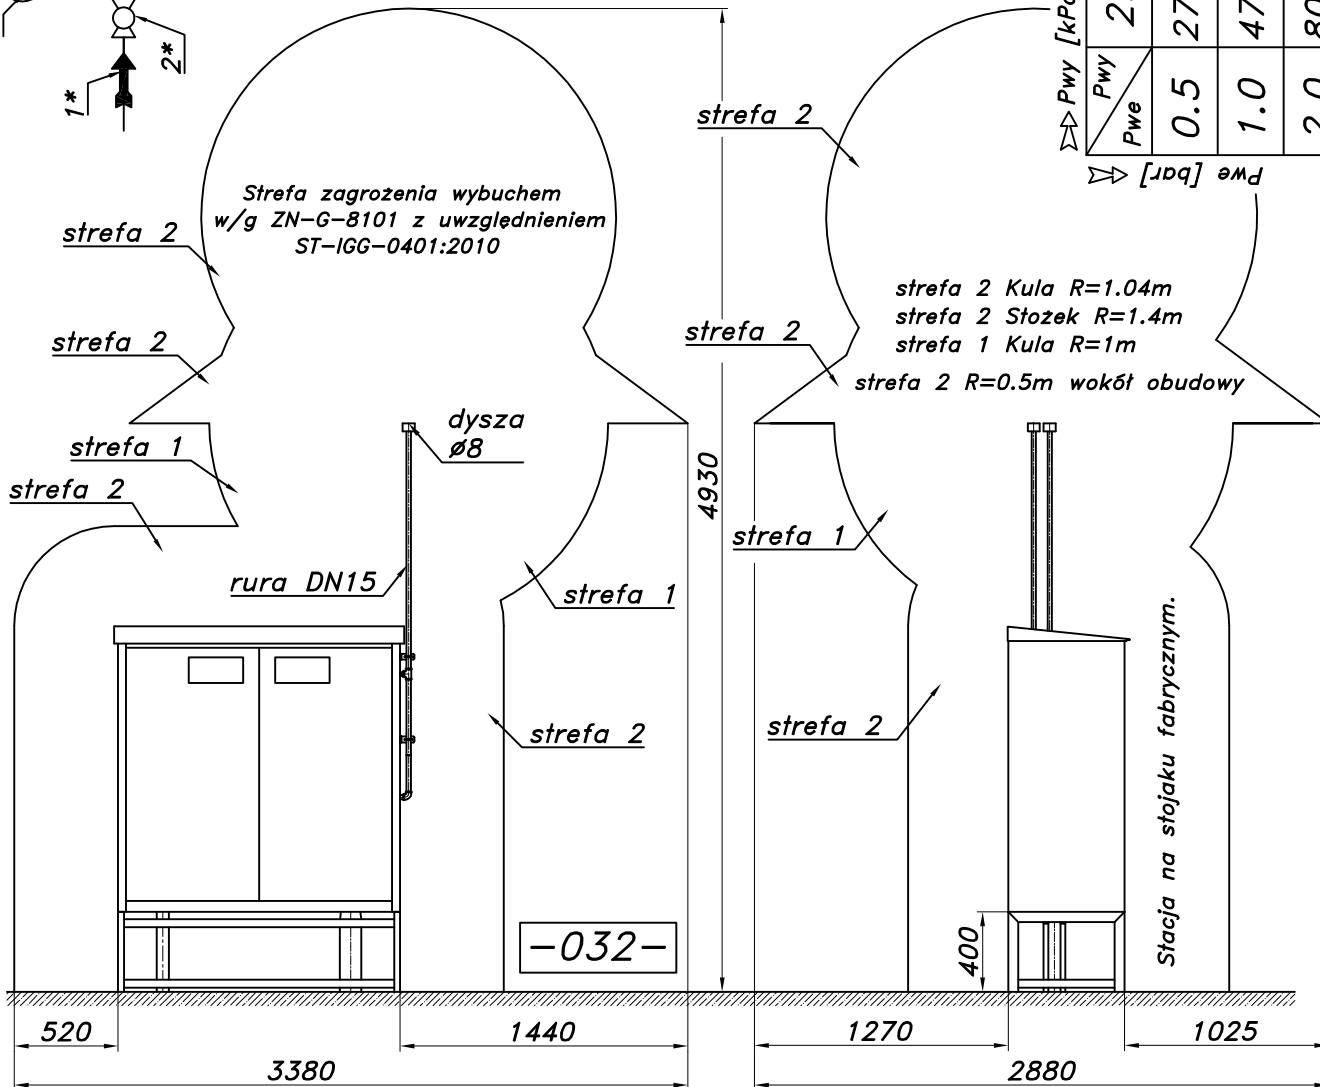 1*
2*
strefa 2
Pwy [kPa
Pwy
Pwe
0.5
27
1.0
47
2.0
80
Pwe [bar]
Strefa zagrożenia wybuchem
w/g ZN-G-8101 z uwzględnieniem
ST-IGG-0401:2010
strefa 2
strefa 2
strefa 2
strefa 2 Kula R=1.04m
strefa 2 Stożek R=1.4m
strefa 1 Kula R=1m
strefa 2 R=0.5m wokół obudowy
dysza
ø8
strefa 1
strefa 2
4930
strefa 1
rura DN15
strefa 1
strefa 2
strefa 2
Stacja na stojaku fabrycznym.
-032-
400
520
1440
1270
1025
3380
2880